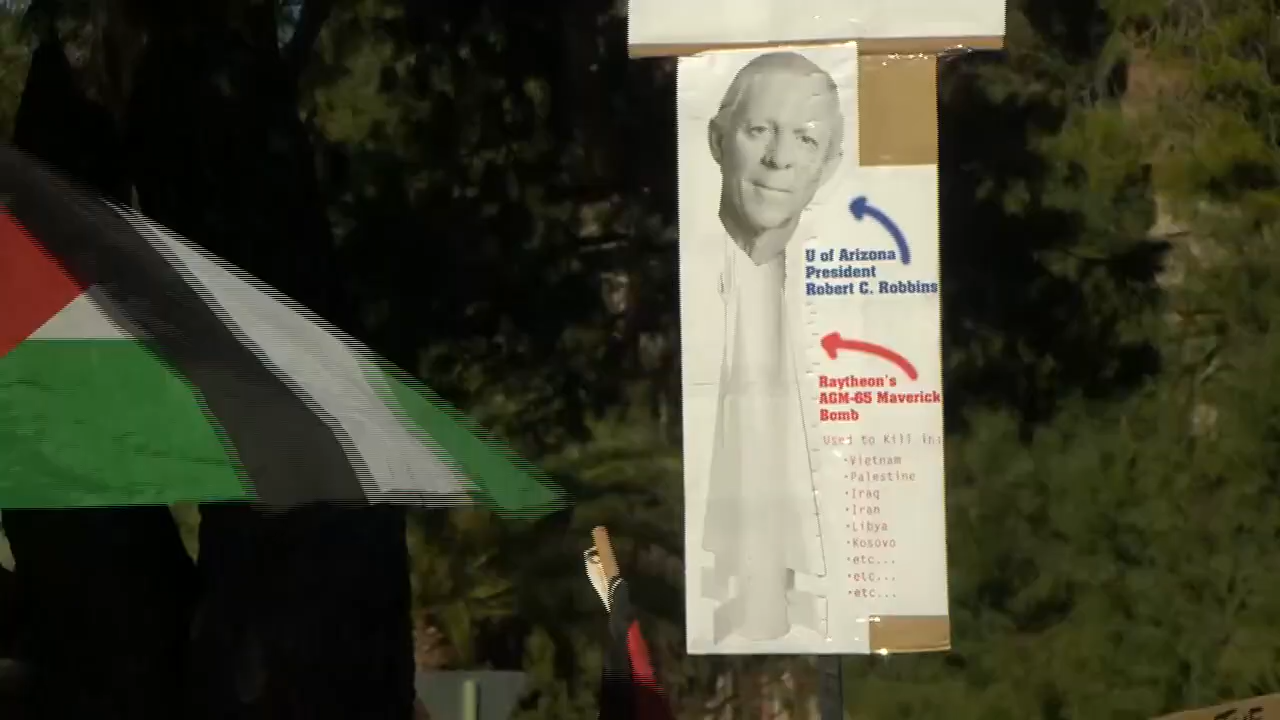 U of Arizona
President
Robert C. Robbins
Raytheon's
AGM-65 Maverick
Bomb
Used to Kill in:
·Vietnam
·Palestine
·Iraq
·Iran
·Libya
·Kosovo
·etc...
·etc...
·etc...